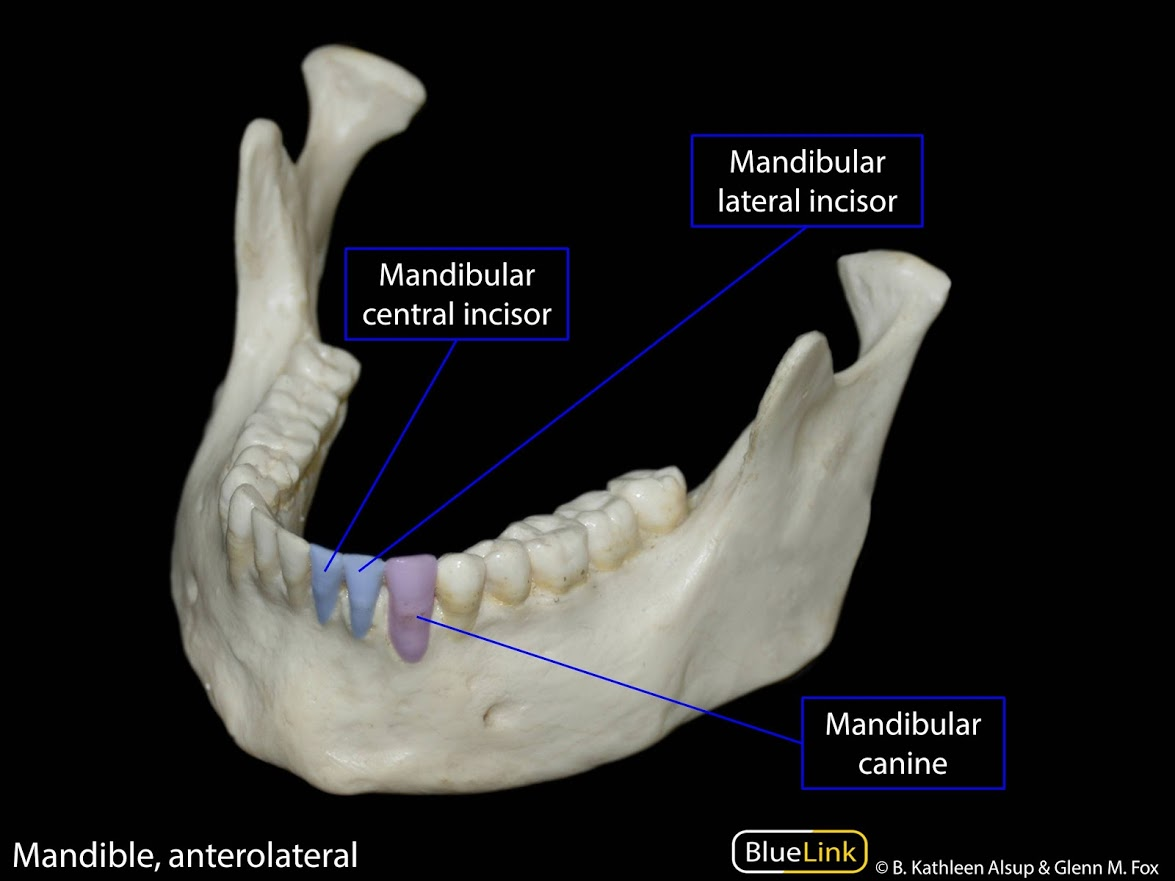 Mandibular
lateral incisor
Mandibular
central incisor
Mandibular
canine
Mandible, anterolateral
BlueLink
© B. Kathleen Alsup & Glenn M. Fox